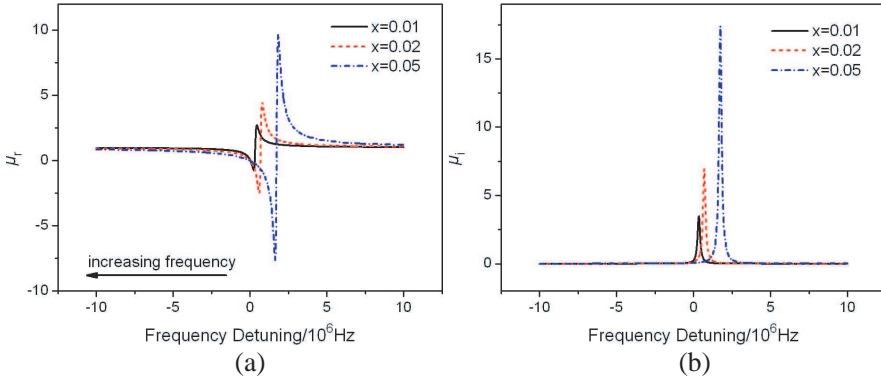 x=0.01
x=0.02
x=0.05
10
5
0
-5
-10
μr
increasing frequency
-10
-5
0
5
10
Frequency Detuning/10⁶Hz
(a)
x=0.01
x=0.02
x=0.05
15
10
5
0
μi
-10
-5
0
5
10
Frequency Detuning/10⁶Hz
(b)